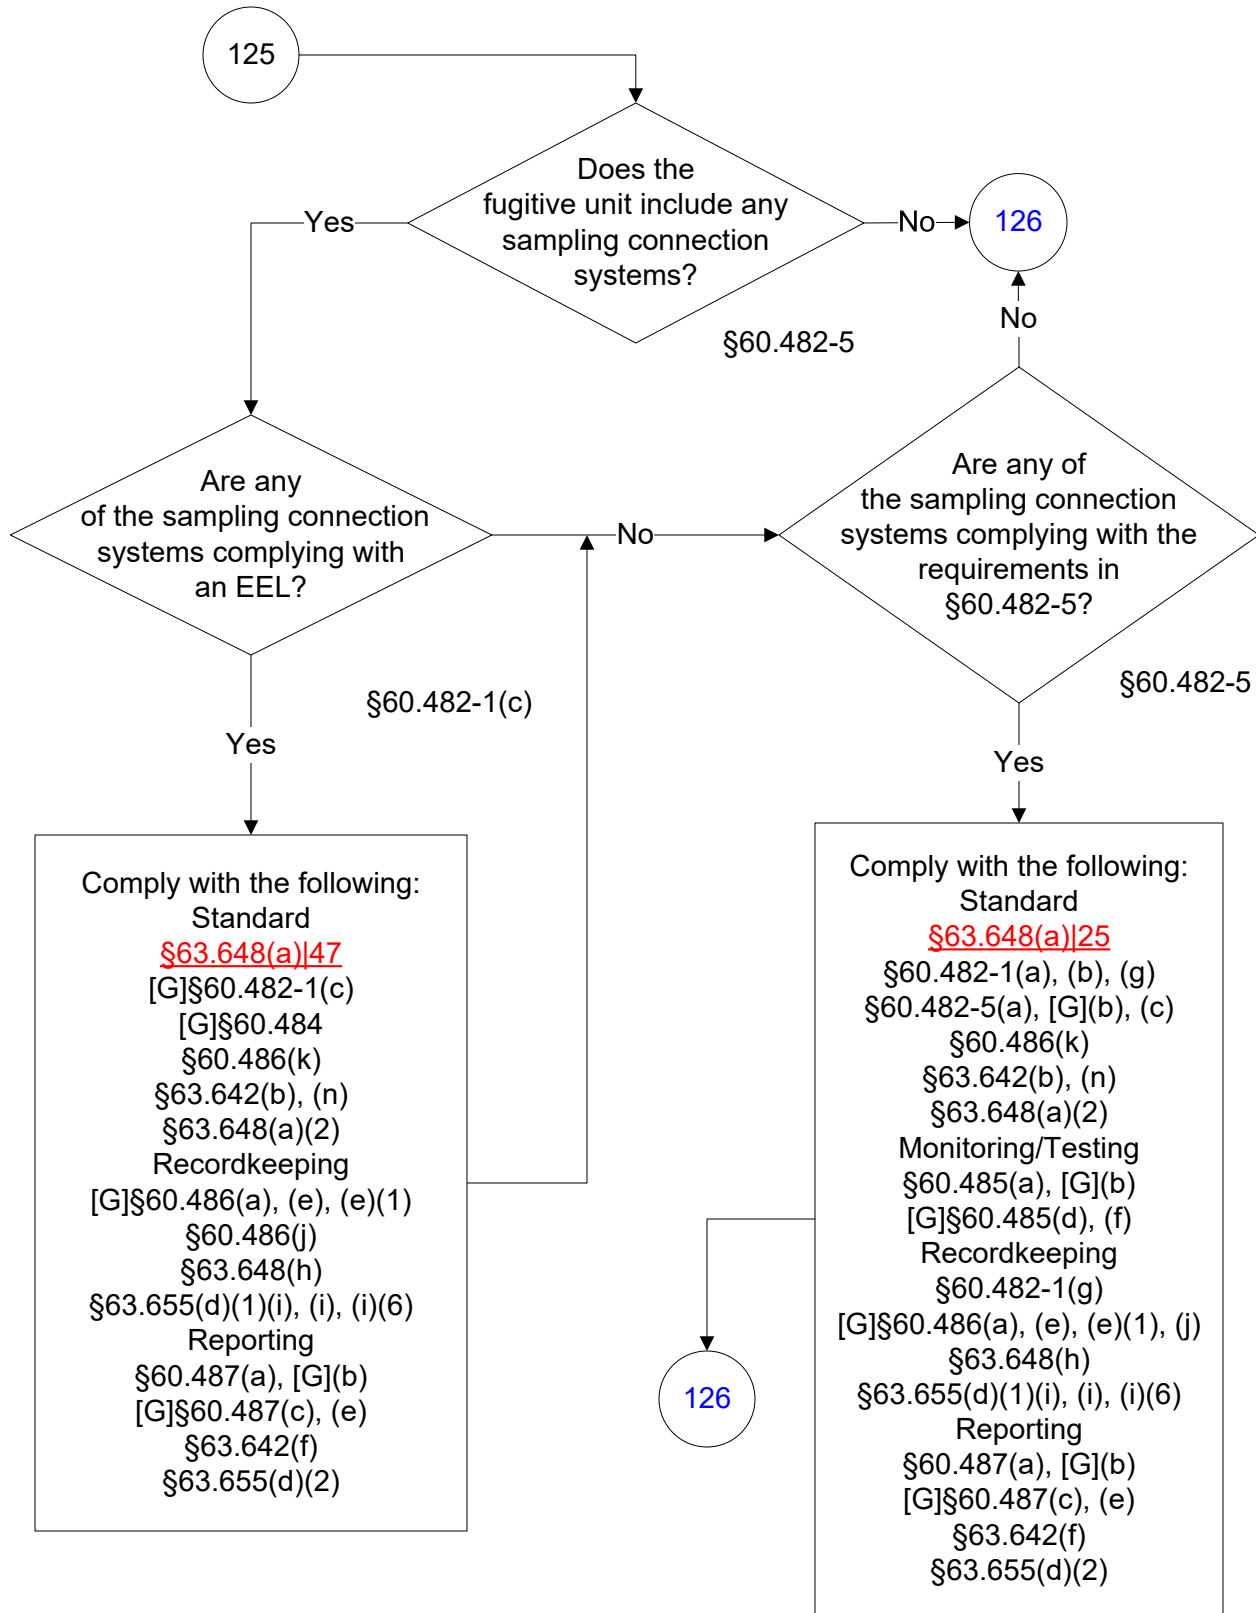 125
Does the
fugitive unit include any
sampling connection
systems?
Yes
No
126
§60.482-5
No
Are any
of the sampling connection
systems complying with
an EEL?
No
Are any of
the sampling connection
systems complying with the
requirements in
§60.482-5?
§60.482-1(c)
§60.482-5
Yes
Yes
Comply with the following:
Standard
§63.648(a)|47
[G]§60.482-1(c)
[G]§60.484
§60.486(k)
§63.642(b), (n)
§63.648(a)(2)
Recordkeeping
[G]§60.486(a), (e), (e)(1)
§60.486(j)
§63.648(h)
§63.655(d)(1)(i), (i), (i)(6)
Reporting
§60.487(a), [G](b)
[G]§60.487(c), (e)
§63.642(f)
§63.655(d)(2)
Comply with the following:
Standard
§63.648(a)|25
§60.482-1(a), (b), (g)
§60.482-5(a), [G](b), (c)
§60.486(k)
§63.642(b), (n)
§63.648(a)(2)
Monitoring/Testing
§60.485(a), [G](b)
[G]§60.485(d), (f)
Recordkeeping
§60.482-1(g)
[G]§60.486(a), (e), (e)(1), (j)
§63.648(h)
§63.655(d)(1)(i), (i), (i)(6)
Reporting
§60.487(a), [G](b)
[G]§60.487(c), (e)
§63.642(f)
§63.655(d)(2)
126